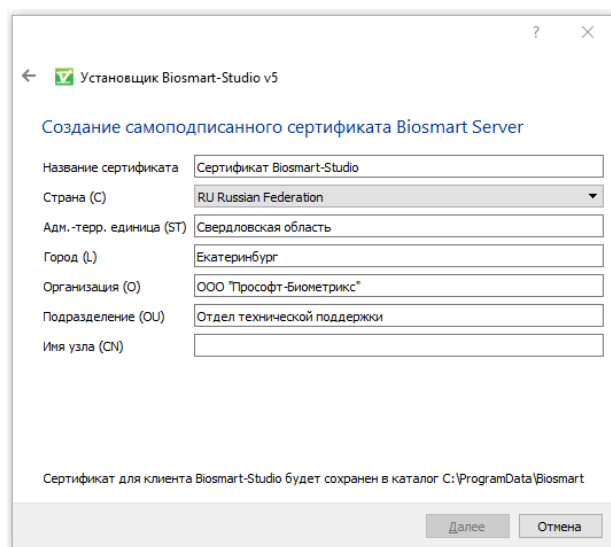 Установщик Biosmart-Studio v5
Создание самоподписанного сертификата Biosmart Server
Название сертификата Сертификат Biosmart-Studio
Страна (C) RU Russian Federation
Адм.-терр. единица (ST) Свердловская область
Город (L) Екатеринбург
Организация (O) ООО "Прософт-Биометрикс"
Подразделение (OU) Отдел технической поддержки
Имя узла (CN)
Сертификат для клиента Biosmart-Studio будет сохранен в каталог C:\ProgramData\Biosmart
Далее Отмена